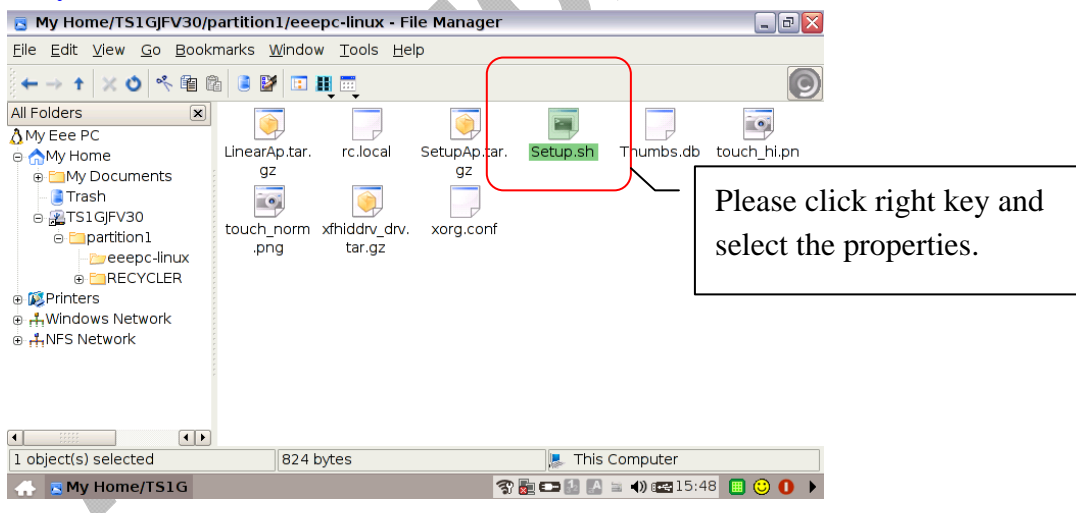 My Home/TS1GJFV30/partition1/eeepc-linux - File Manager
File Edit View Go Bookmarks Window Tools Help
All Folders
My Eee PC
My Home
My Documents
Trash
TS1GJFV30
partition1
eeepc-linux
RECYCLER
Printers
Windows Network
NFS Network
LinearAp.tar.
gz
rc.local
SetupAp.tar.
gz
Setup.sh
Thumbs.db
touch_hi.pn
touch_norm
.png
xfhiddrv_drv.
tar.gz
xorg.conf
Please click right key and
select the properties.
1 object(s) selected
824 bytes
This Computer
My Home/TS1G
15:48